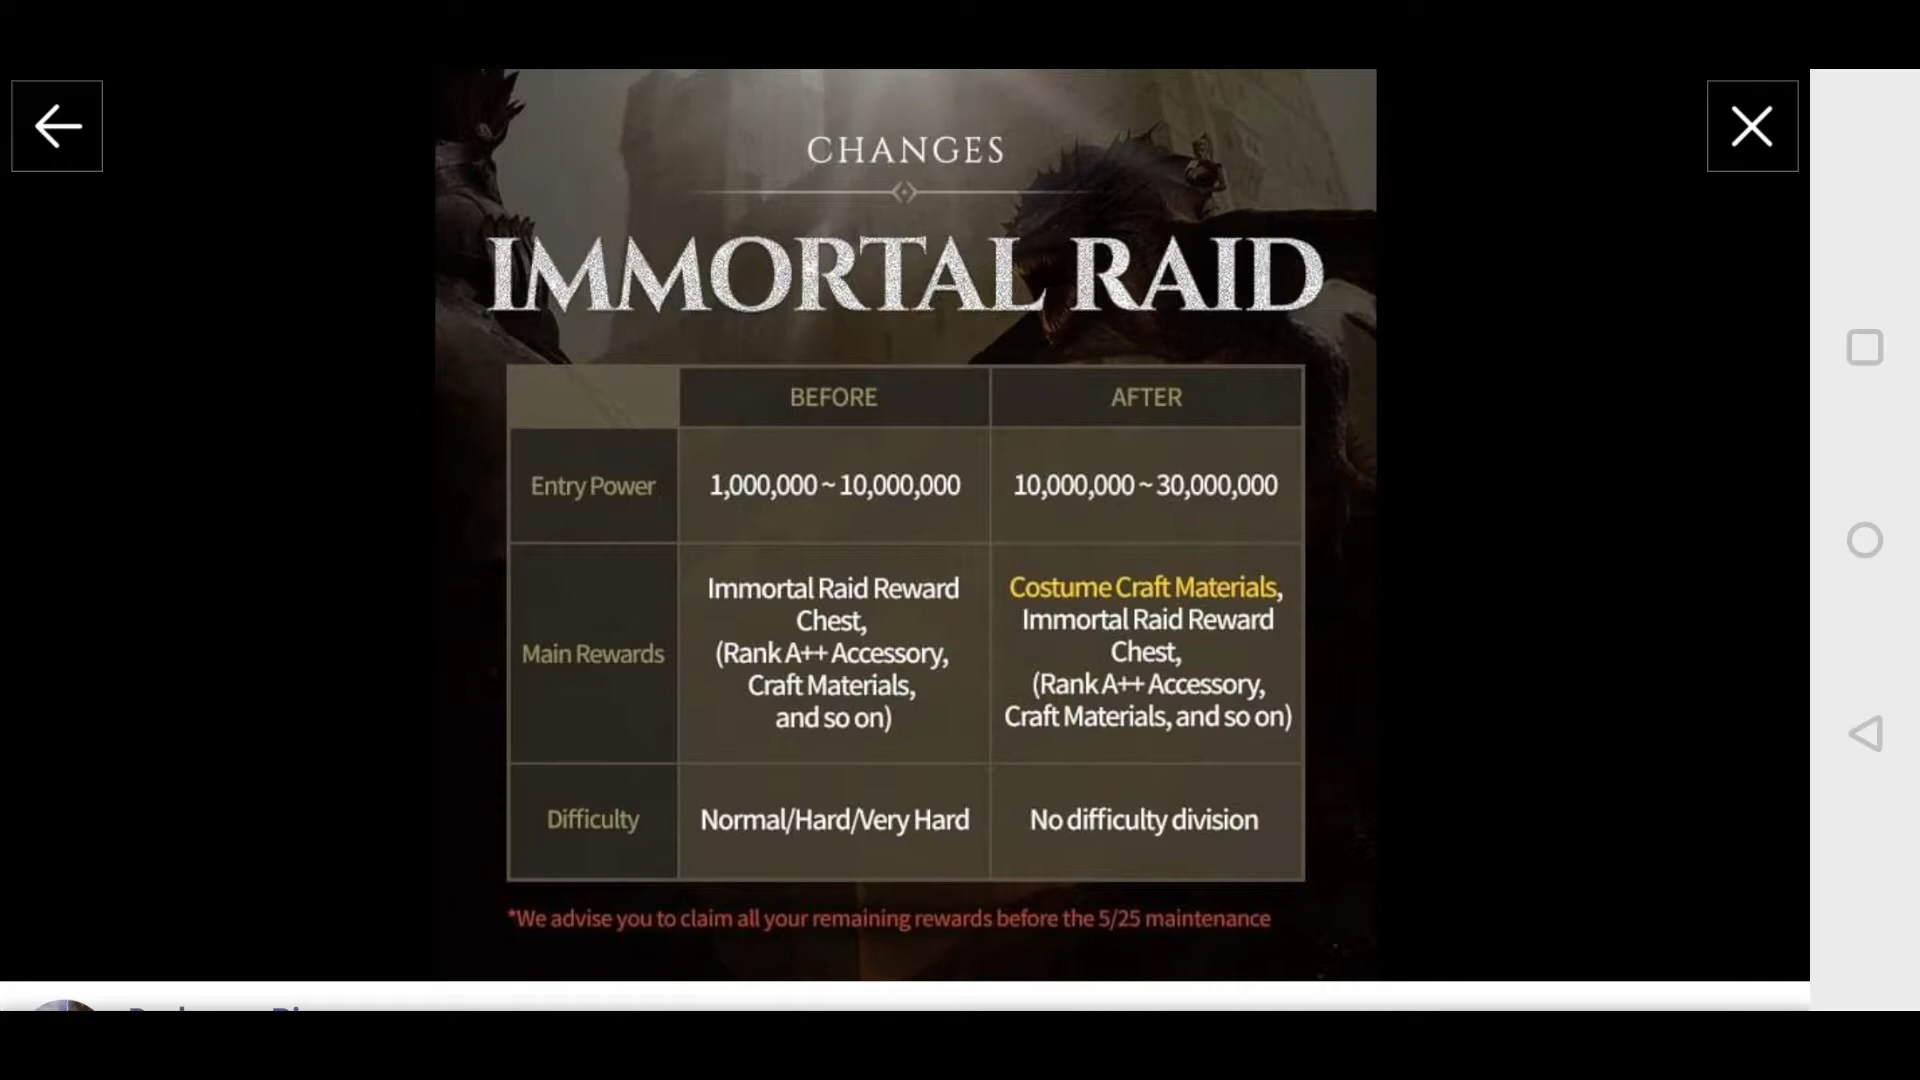 CHANGES
IMMORTAL RAID
BEFORE AFTER
Entry Power 1,000,000 ~ 10,000,000 10,000,000 ~ 30,000,000
Main Rewards
Immortal Raid Reward
Chest,
(Rank A++ Accessory,
Craft Materials,
and so on)
Costume Craft Materials,
Immortal Raid Reward
Chest,
(Rank A++ Accessory,
Craft Materials, and so on)
Difficulty Normal/Hard/Very Hard No difficulty division
*We advise you to claim all your remaining rewards before the 5/25 maintenance